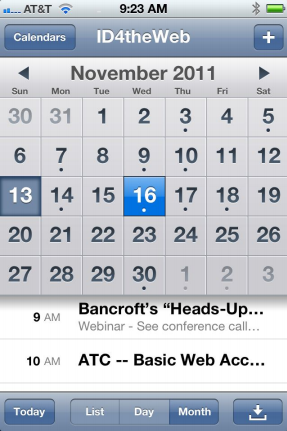 AT&T 9:23 AM
Calendars ID4theWeb +
November 2011
Sun Mon Tue Wed Thu Fri Sat
30 31 1 2 3 4 5
6 7 8 9 10 11 12
13 14 15 16 17 18 19
20 21 22 23 24 25 26
27 28 29 30 1 2 3
Bancroft's “Heads-Up...
9 AM
Webinar - See conference call...
10 AM ATC -- Basic Web Acc...
Today List Day Month